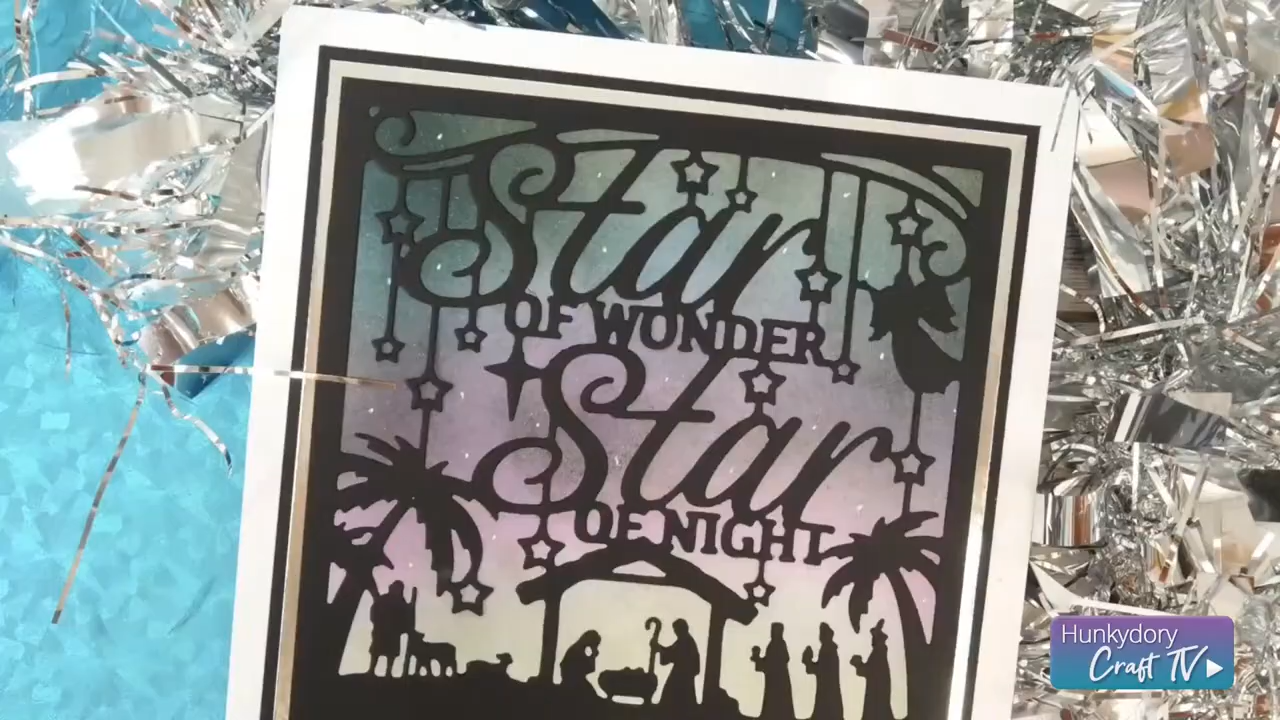 Star
OF WONDER
Star
OF NIGHT
Hunkydory
Craft TV